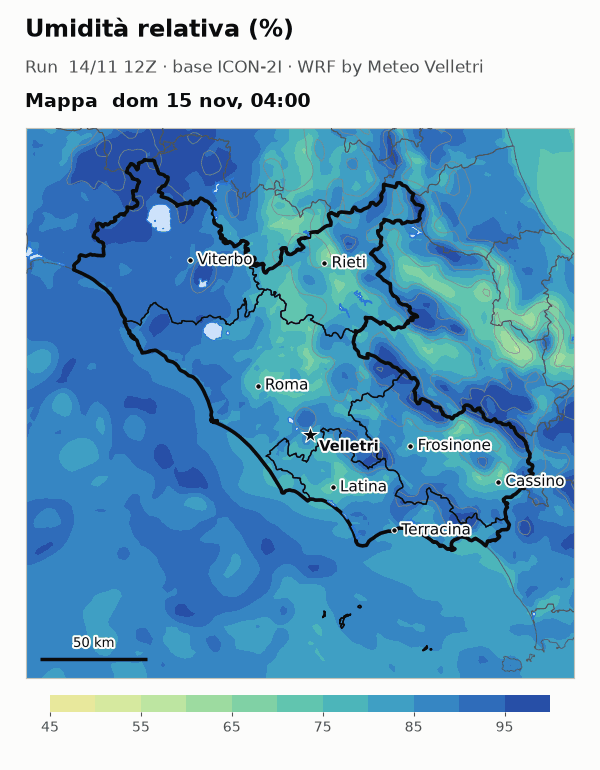 Umidità relativa (%)
Run  14/11 12Z · base ICON-2I · WRF by Meteo Velletri
Mappa  dom 15 nov, 04:00
Viterbo
Rieti
Roma
Velletri
Frosinone
Latina
Cassino
Terracina
50 km
45 55 65 75 85 95